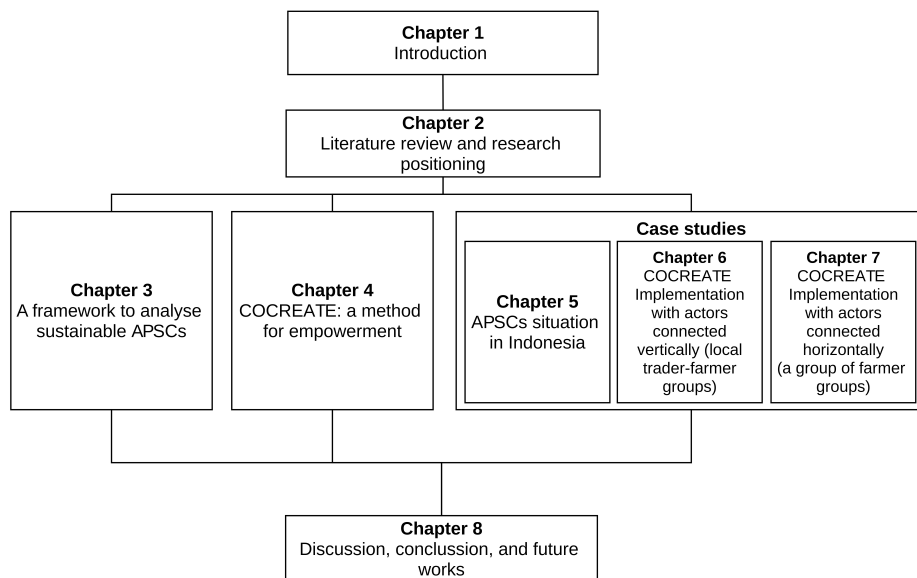 Chapter 1
Introduction
Chapter 2
Literature review and research
positioning
Chapter 3
A framework to analyse
sustainable APSCs
Chapter 4
COCREATE: a method
for empowerment
Case studies
Chapter 5
APSCs situation
in Indonesia
Chapter 6
COCREATE
Implementation
with actors
connected
vertically (local
trader-farmer
groups)
Chapter 7
COCREATE
Implementation
with actors
connected
horizontally
(a group of farmer
groups)
Chapter 8
Discussion, conclussion, and future
works